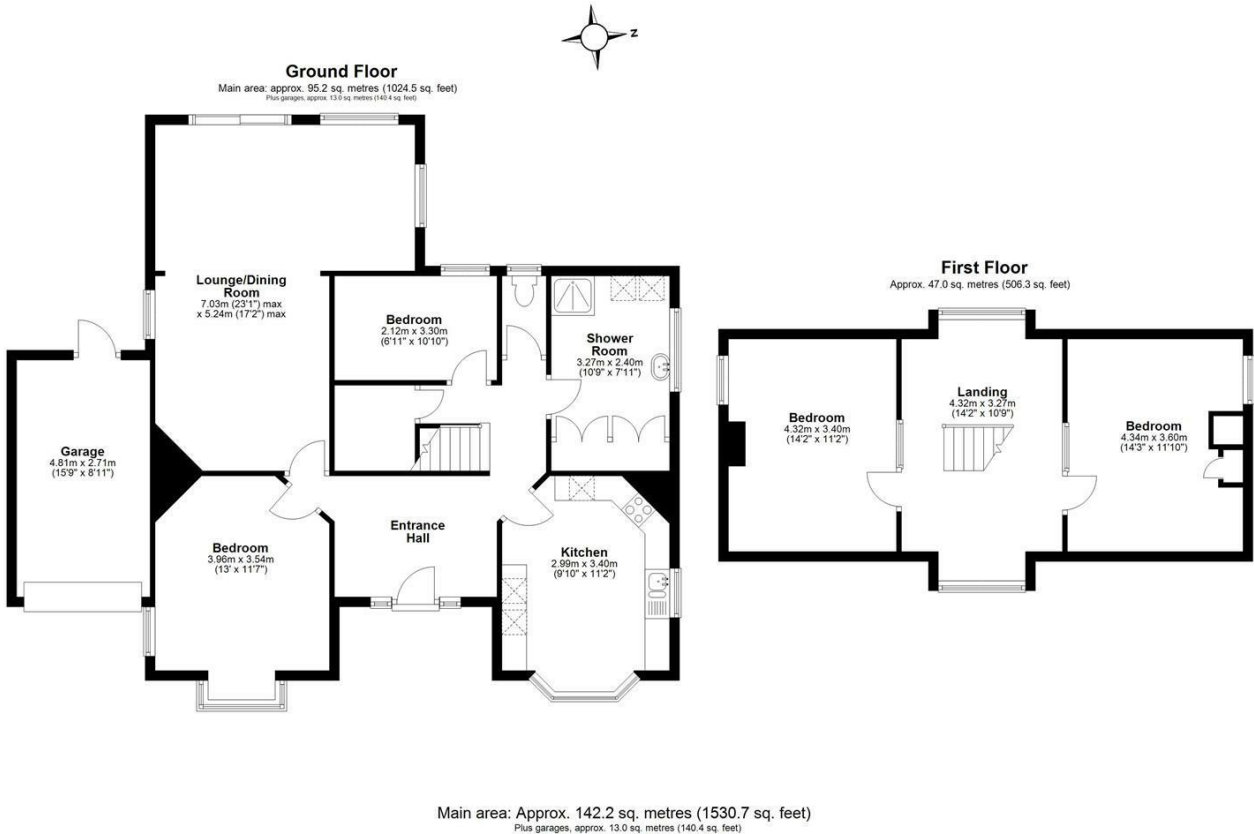 Z
Ground Floor
Main area: approx. 95.2 sq. metres (1024.5 sq. feet)
Plus garages, approx. 13.0 sq. metres (140.4 sq. feet)
Lounge/Dining
Room
7.03m (23'1") max
x 5.24m (17'2") max
Bedroom
2.12m x 3.30m
(6'11" x 10'10")
Shower
Room
3.27m x 2.40m
(10'9" x 7'11")
Garage
4.81m x 2.71m
(15'9" x 8'11")
Bedroom
3.96m x 3.54m
(13' x 11'7")
Entrance
Hall
Kitchen
2.99m x 3.40m
(9'10" x 11'2")
First Floor
Approx. 47.0 sq. metres (506.3 sq. feet)
Bedroom
4.32m x 3.40m
(14'2" x 11'2")
Landing
4.32m x 3.27m
(14'2" x 10'9")
Bedroom
4.34m x 3.60m
(14'3" x 11'10")
Main area: Approx. 142.2 sq. metres (1530.7 sq. feet)
Plus garages, approx. 13.0 sq. metres (140.4 sq. feet)